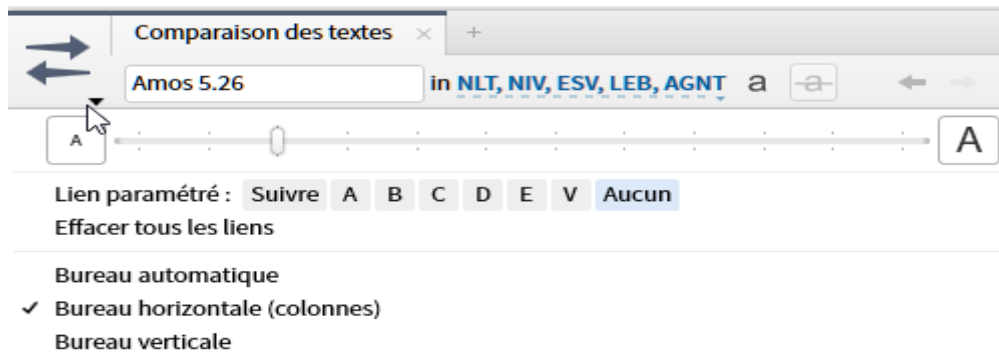 Comparaison des textes × +
Amos 5.26 in NLT, NIV, ESV, LEB, AGNT a a
A A
Lien paramétré : Suivre A B C D E V Aucun
Effacer tous les liens
Bureau automatique
✓ Bureau horizontale (colonnes)
Bureau verticale